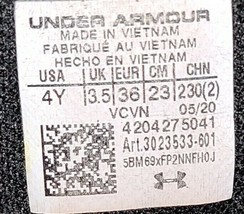 UNDER ARMOUR
MADE IN VIETNAM
FABRIQUÉ AU VIETNAM
HECHO EN VIETNAM
USA UK EUR CM CHN
4Y 3.5 36 23 230(2)
VCVN 05/20
4204275041
Art.3023533-601
5BM69xFP2NNFH0J